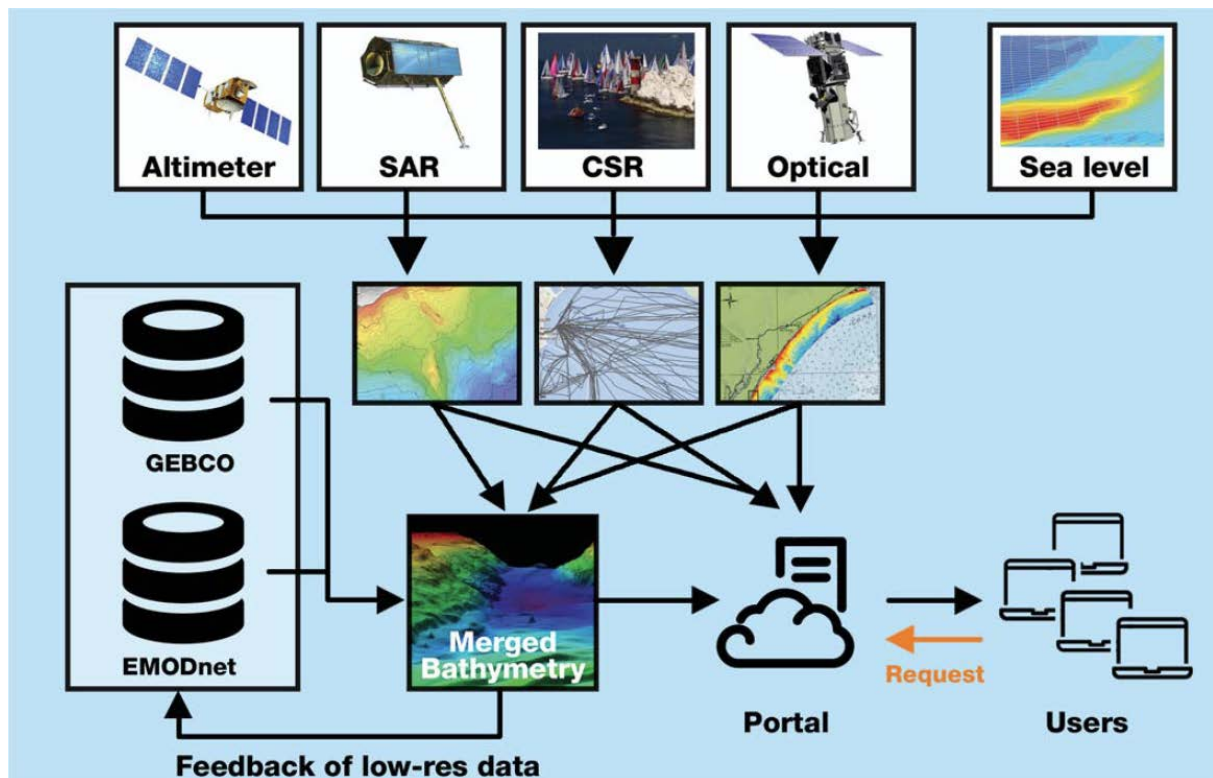 Altimeter
SAR
CSR
Optical
Sea level
GEBCO
EMODnet
Merged
Bathymetry
Request
Portal
Users
Feedback of low-res data